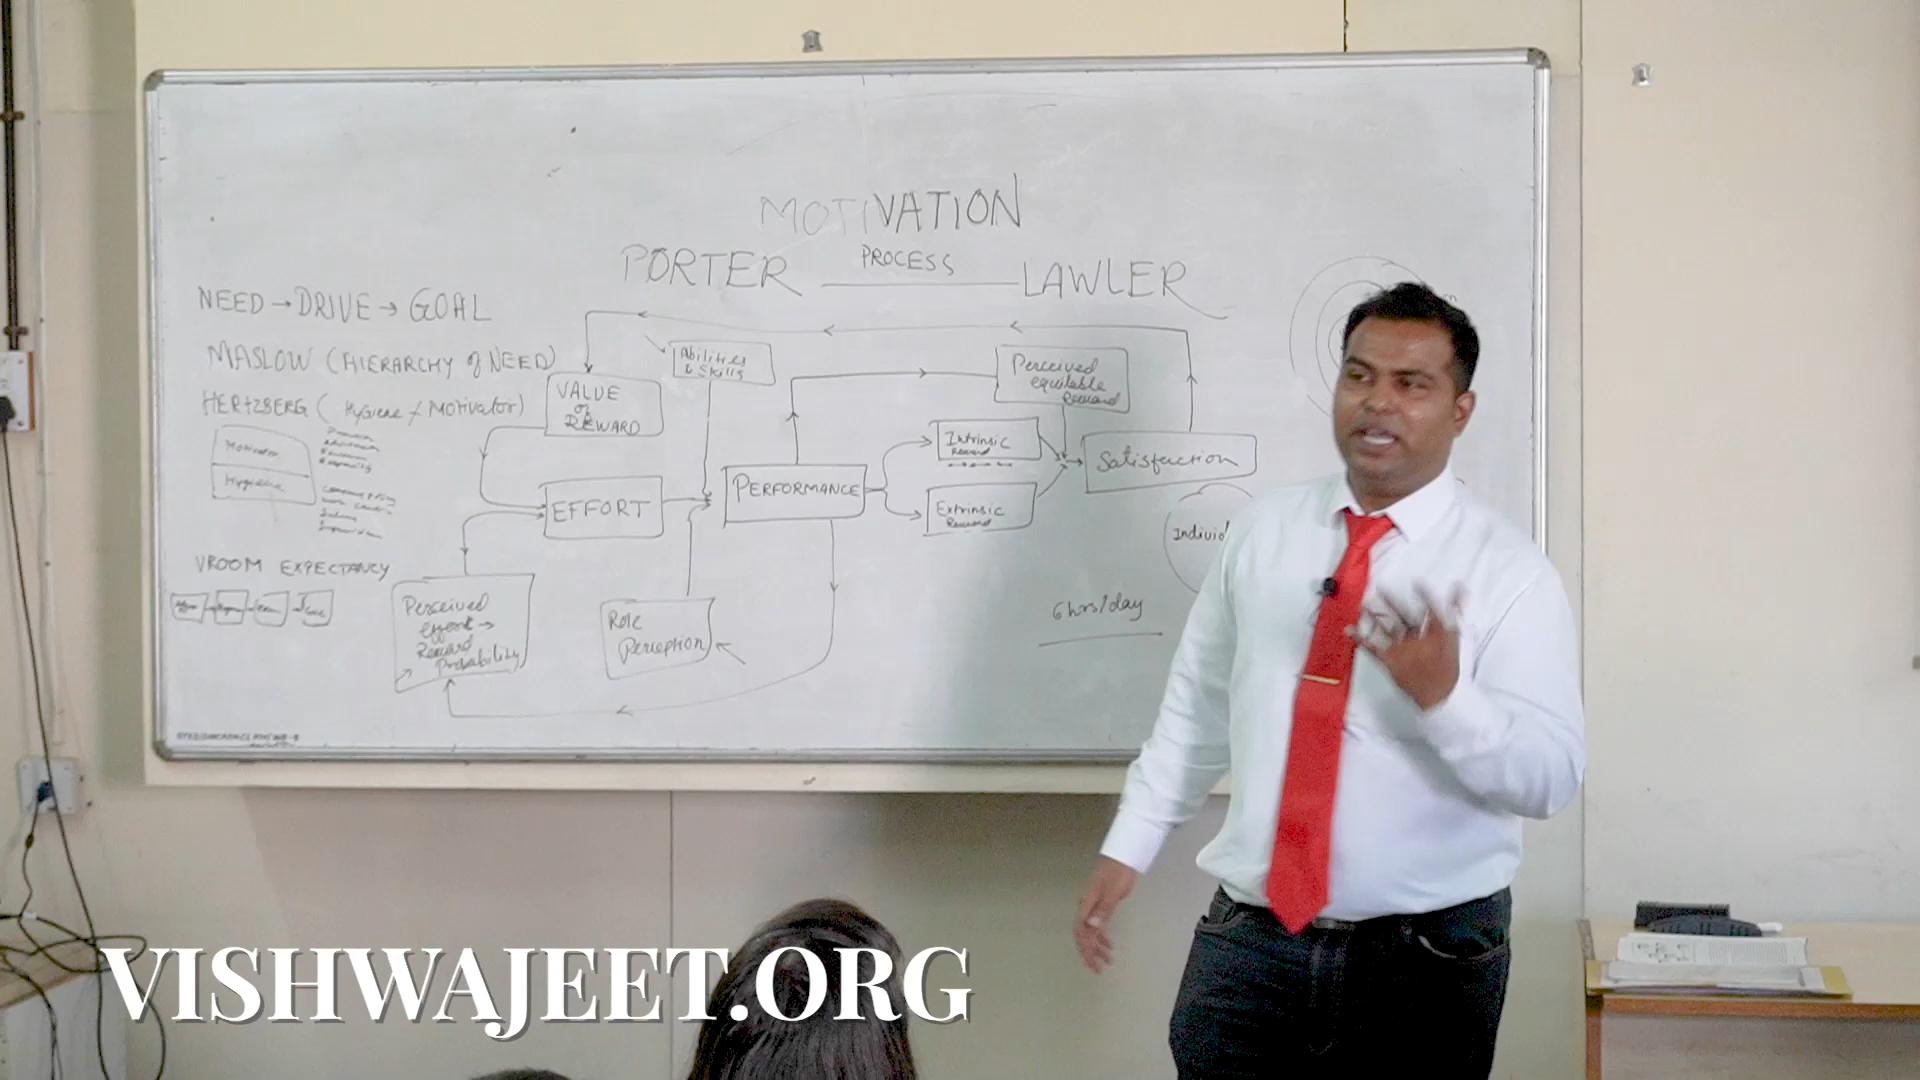 MOTIVATION
PORTER PROCESS LAWLER
NEED → DRIVE → GOAL
MASLOW (HIERARCHY of NEED)
HERTZBERG ( Hygiene / Motivator)
Motivator
Hygiene
VROOM EXPECTANCY
VALUE
of
REWARD
Abilities
& Skills
EFFORT
PERFORMANCE
Perceived
effort →
Reward
Probability
Role
Perception
Perceived
equitable
Reward
Intrinsic
Reward
Extrinsic
Reward
Satisfaction
Individ
6 hrs/day
VISHWAJEET.ORG